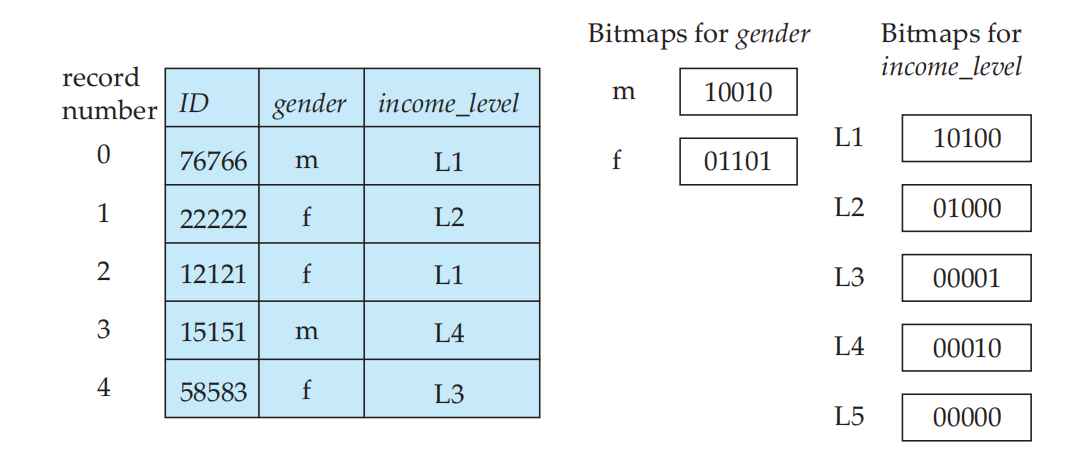 record number ID gender income_level
0 76766 m L1
1 22222 f L2
2 12121 f L1
3 15151 m L4
4 58583 f L3
Bitmaps for gender
m 10010
f 01101
Bitmaps for
income_level
L1 10100
L2 01000
L3 00001
L4 00010
L5 00000